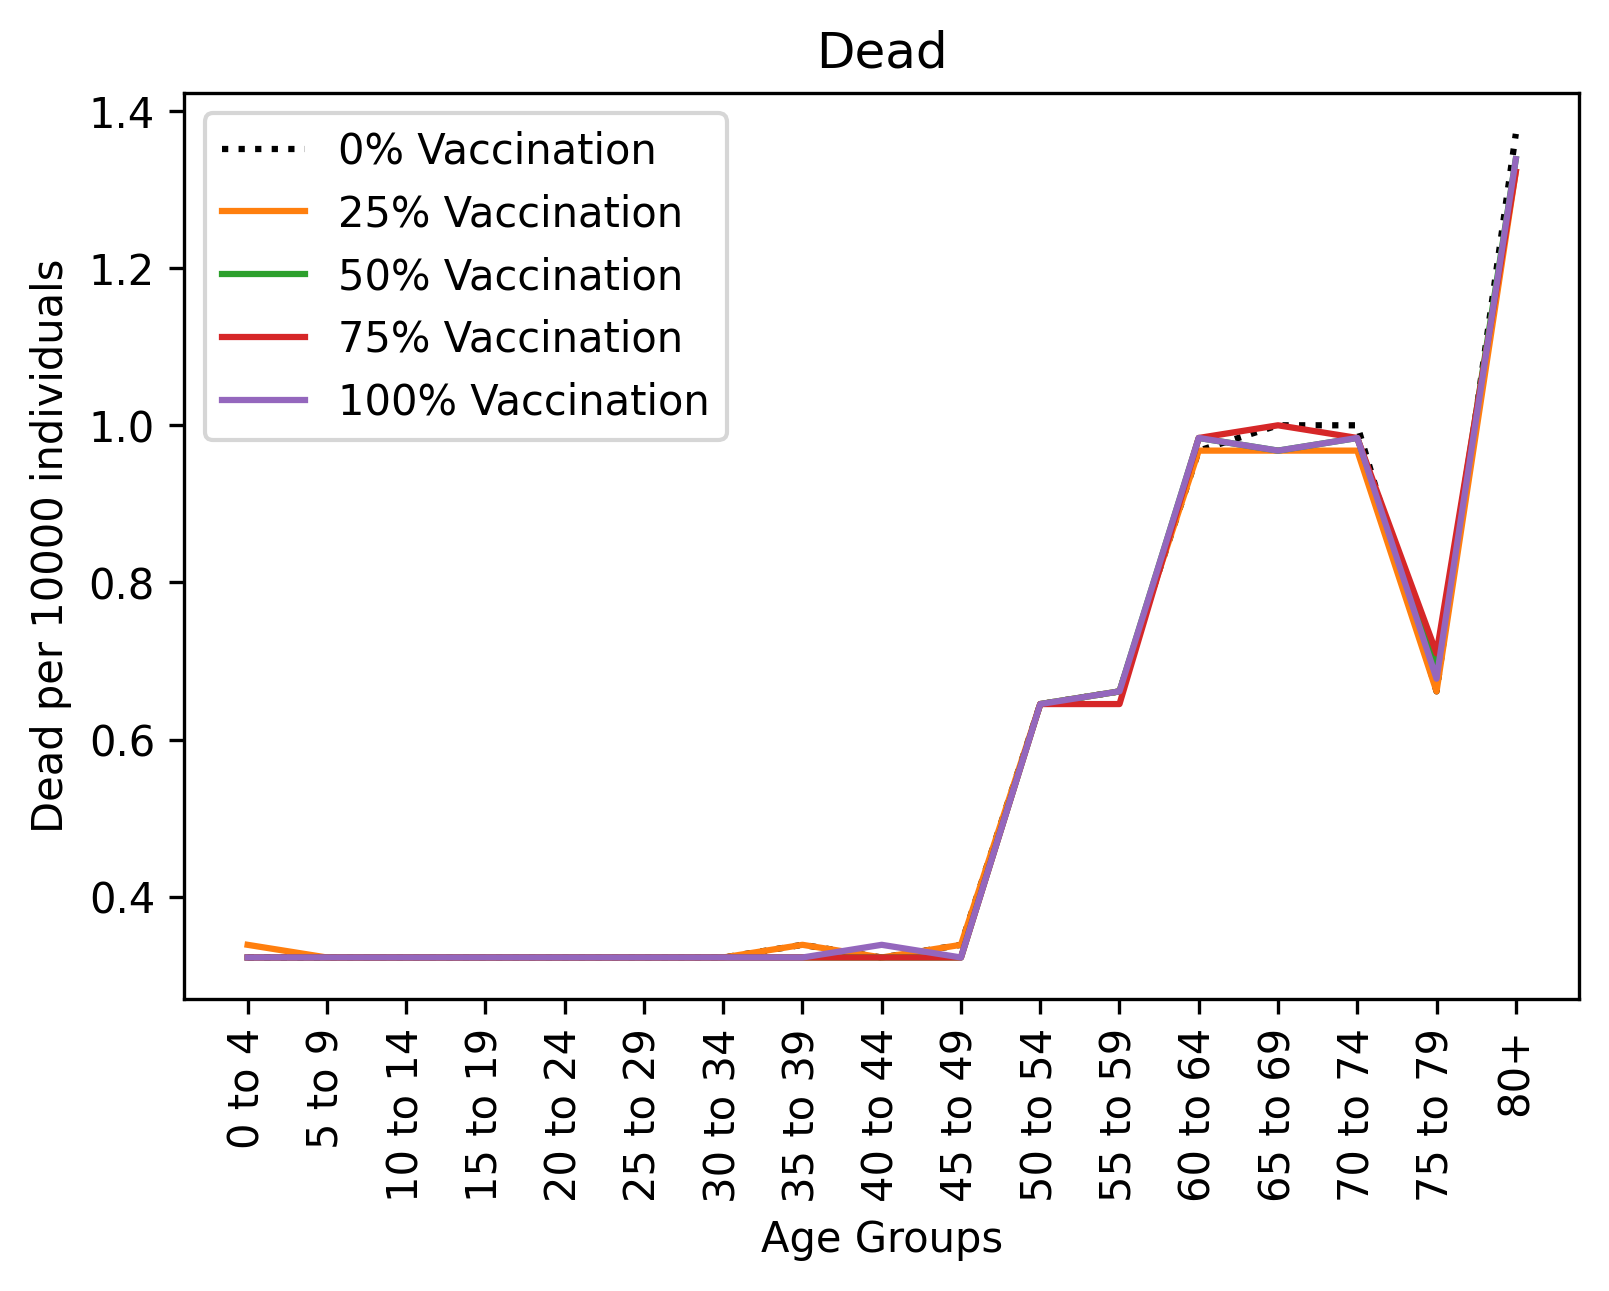 Dead
1.4
1.2
1.0
0.8
0.6
0.4
Dead per 10000 individuals
0% Vaccination
25% Vaccination
50% Vaccination
75% Vaccination
100% Vaccination
0 to 4
5 to 9
10 to 14
15 to 19
20 to 24
25 to 29
30 to 34
35 to 39
40 to 44
45 to 49
50 to 54
55 to 59
60 to 64
65 to 69
70 to 74
75 to 79
80+
Age Groups